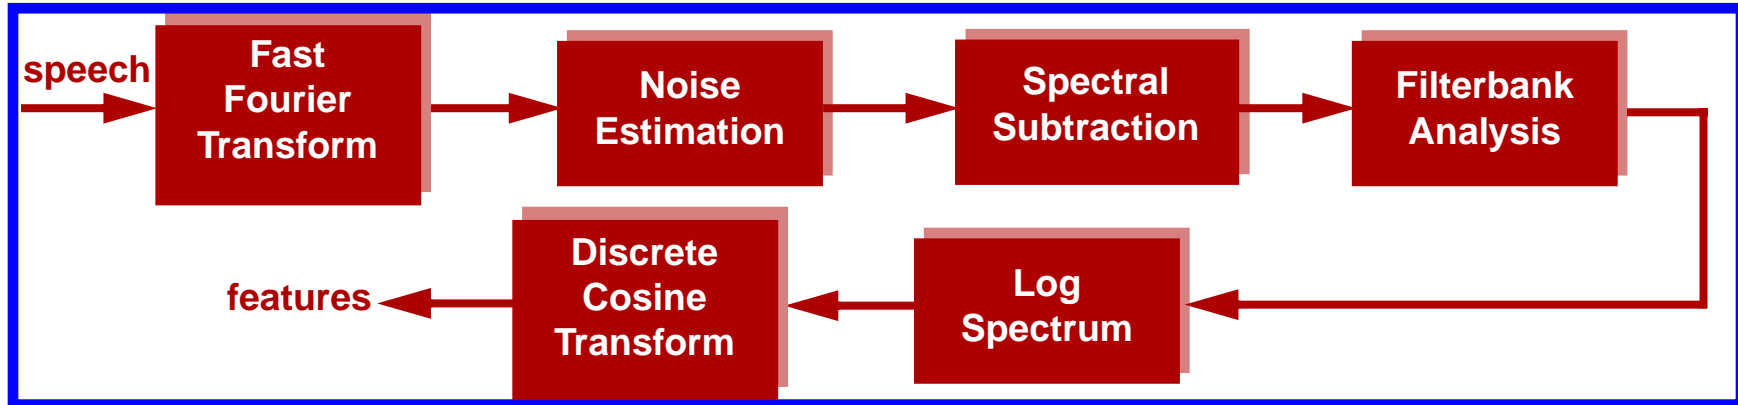 speech
Fast
Fourier
Transform
Noise
Estimation
Spectral
Subtraction
Filterbank
Analysis
Log
Spectrum
Discrete
Cosine
Transform
features